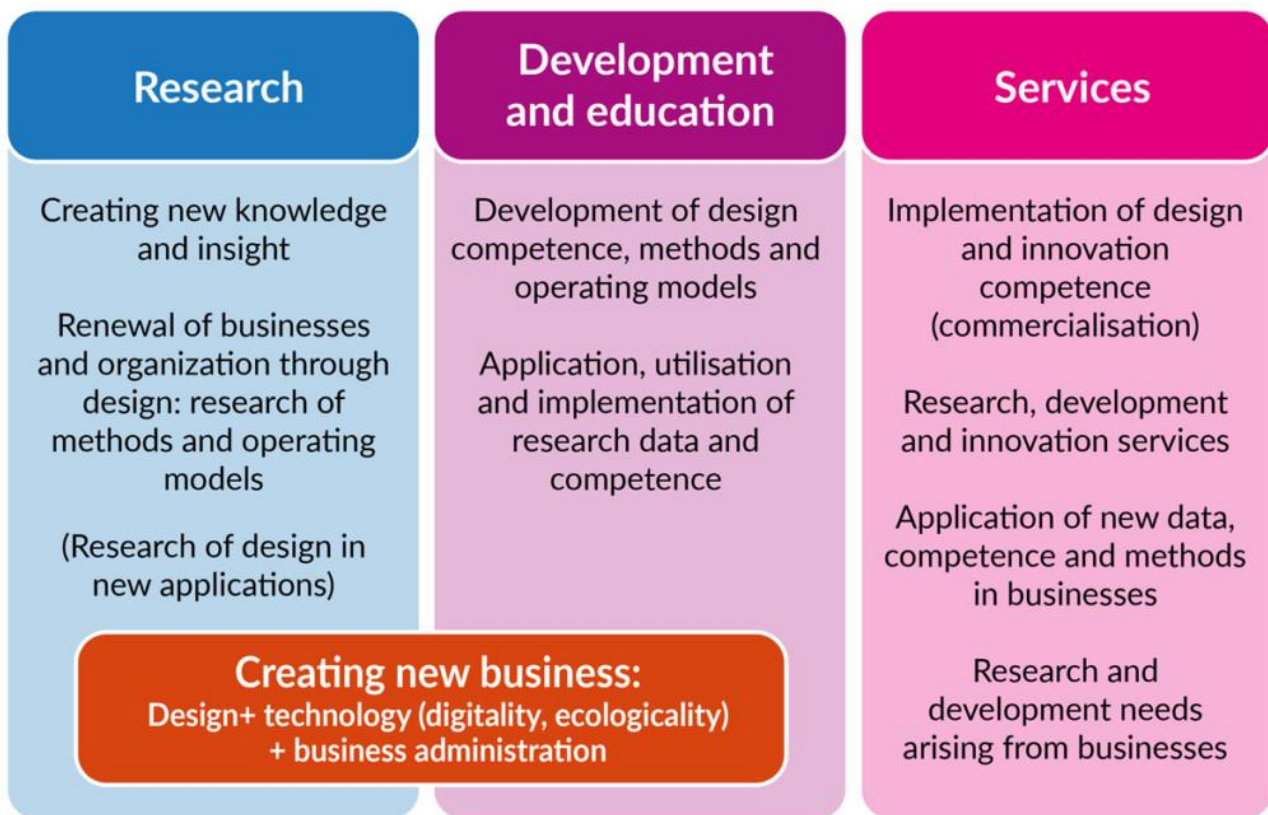 Research
Creating new knowledge
and insight
Renewal of businesses
and organization through
design: research of
methods and operating
models
(Research of design in
new applications)
Development
and education
Development of design
competence, methods and
operating models
Application, utilisation
and implementation of
research data and
competence
Creating new business:
Design+ technology (digitality, ecologicality)
+ business administration
Services
Implementation of design
and innovation
competence
(commercialisation)
Research, development
and innovation services
Application of new data,
competence and methods
in businesses
Research and
development needs
arising from businesses